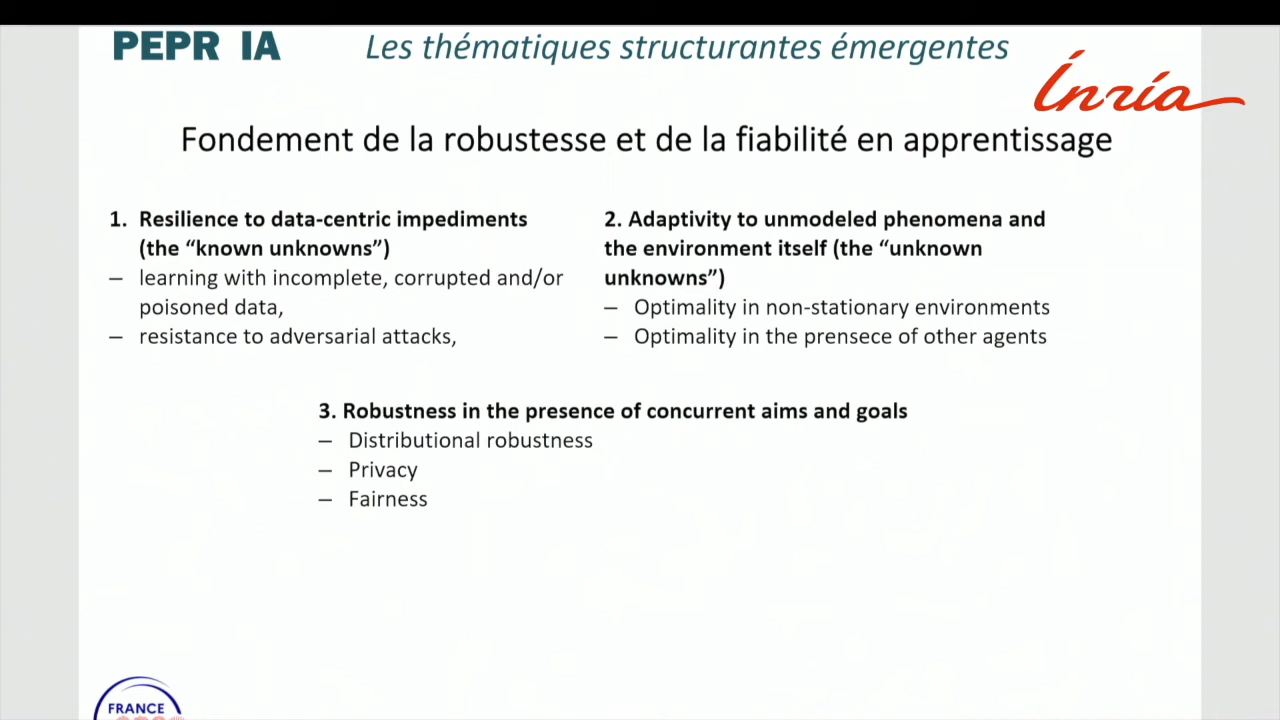 PEPR IA
Les thématiques structurantes émergentes
Inria
Fondement de la robustesse et de la fiabilité en apprentissage
1. Resilience to data-centric impediments
(the “known unknowns”)
– learning with incomplete, corrupted and/or
poisoned data,
– resistance to adversarial attacks,
2. Adaptivity to unmodeled phenomena and
the environment itself (the “unknown
unknowns”)
– Optimality in non-stationary environments
– Optimality in the prensece of other agents
3. Robustness in the presence of concurrent aims and goals
– Distributional robustness
– Privacy
– Fairness
FRANCE